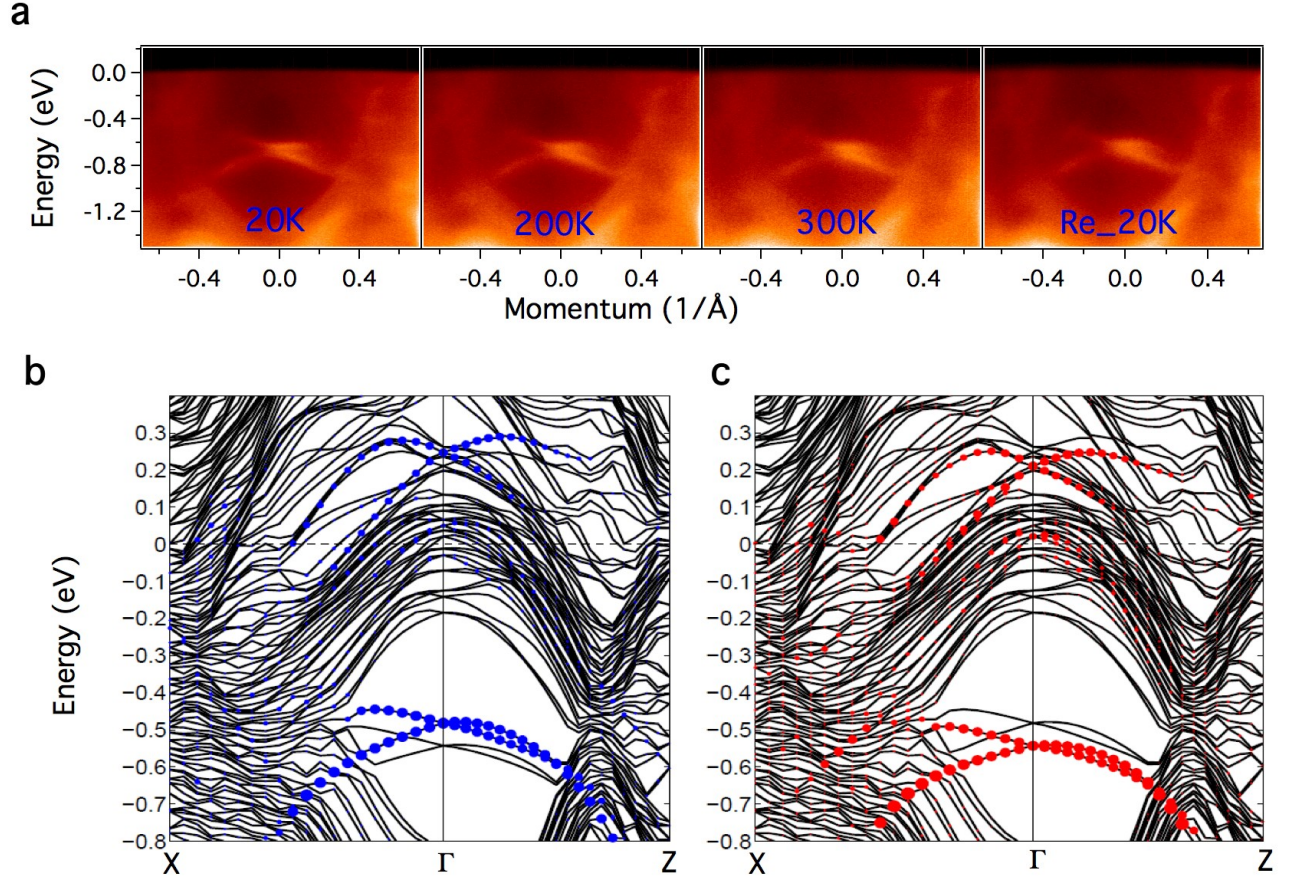 a
Energy (eV)
0.0
-0.4
-0.8
-1.2
20K
200K
300K
Re_20K
-0.4 0.0 0.4 -0.4 0.0 0.4 -0.4 0.0 0.4 -0.4 0.0 0.4
Momentum (1/Å)
b
Energy (eV)
0.3
0.2
0.1
0
−0.1
−0.2
−0.3
−0.4
−0.5
−0.6
−0.7
−0.8
X Γ Z
c
0.3
0.2
0.1
0
−0.1
−0.2
−0.3
−0.4
−0.5
−0.6
−0.7
−0.8
X Γ Z